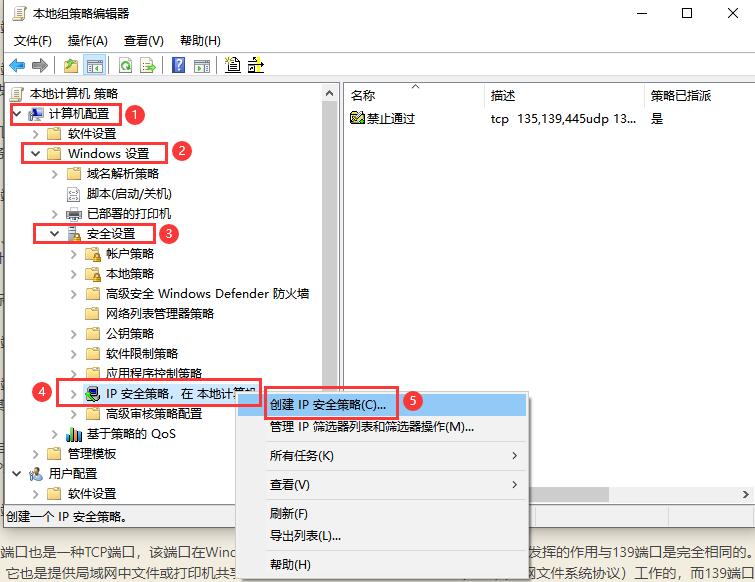 本地组策略编辑器
文件(F) 操作(A) 查看(V) 帮助(H)
本地计算机 策略
计算机配置 1
软件设置
Windows 设置 2
域名解析策略
脚本(启动/关机)
已部署的打印机
安全设置 3
帐户策略
本地策略
高级安全 Windows Defender 防火墙
网络列表管理器策略
公钥策略
软件限制策略
应用程序控制策略
4 IP 安全策略，在 本地计算机
高级审核策略配置
基于策略的 QoS
管理模板
用户配置
软件设置
名称 描述 策略已指派
禁止通过 tcp 135,139,445udp 13... 是
创建 IP 安全策略(C)... 5
管理 IP 筛选器列表和筛选器操作(M)...
所有任务(K)
查看(V)
刷新(F)
导出列表(L)...
帮助(H)
创建一个 IP 安全策略。
端口也是一种TCP端口，该端口在Wind 发挥的作用与139端口是完全相同的。
它也是提供局域网中文件或打印机共享 网文件系统协议）工作的，而139端口